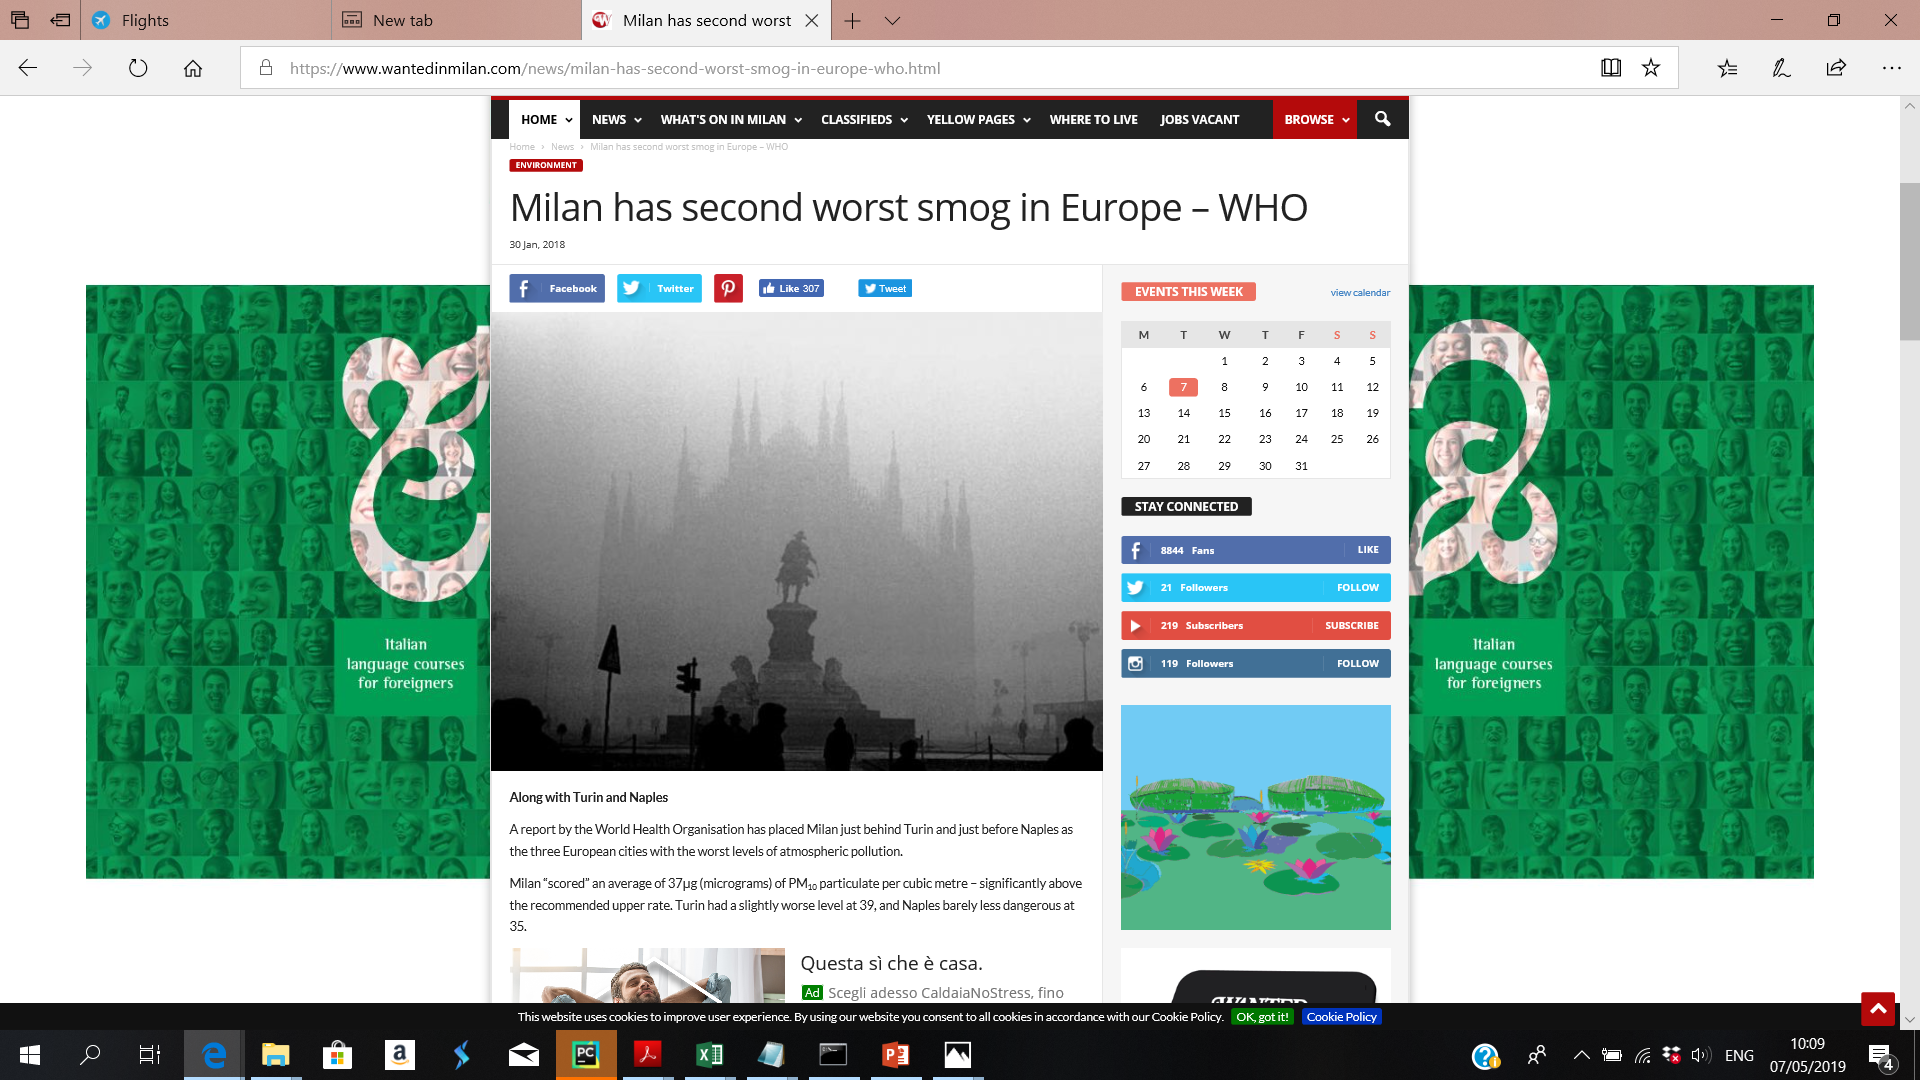 Flights
New tab
Milan has second worst
https://www.wantedinmilan.com/news/milan-has-second-worst-smog-in-europe-who.html
HOME
NEWS
WHAT'S ON IN MILAN
CLASSIFIEDS
YELLOW PAGES
WHERE TO LIVE
JOBS VACANT
BROWSE
Home › News › Milan has second worst smog in Europe – WHO
ENVIRONMENT
Milan has second worst smog in Europe – WHO
30 Jan, 2018
Facebook
Twitter
Like 307
Tweet
Along with Turin and Naples
A report by the World Health Organisation has placed Milan just behind Turin and just before Naples as
the three European cities with the worst levels of atmospheric pollution.
Milan “scored” an average of 37µg (micrograms) of PM₁₀ particulate per cubic metre – significantly above
the recommended upper rate. Turin had a slightly worse level at 39, and Naples barely less dangerous at
35.
Questa sì che è casa.
Ad Scegli adesso CaldaiaNoStress, fino
EVENTS THIS WEEK
view calendar
M T W T F S S
1 2 3 4 5
6 7 8 9 10 11 12
13 14 15 16 17 18 19
20 21 22 23 24 25 26
27 28 29 30 31
STAY CONNECTED
8844 Fans LIKE
21 Followers FOLLOW
219 Subscribers SUBSCRIBE
119 Followers FOLLOW
WANTED
Italian
language courses
for foreigners
Italian
language courses
for foreigners
This website uses cookies to improve user experience. By using our website you consent to all cookies in accordance with our Cookie Policy. OK, got it! Cookie Policy
PC
ENG
10:09
07/05/2019
4